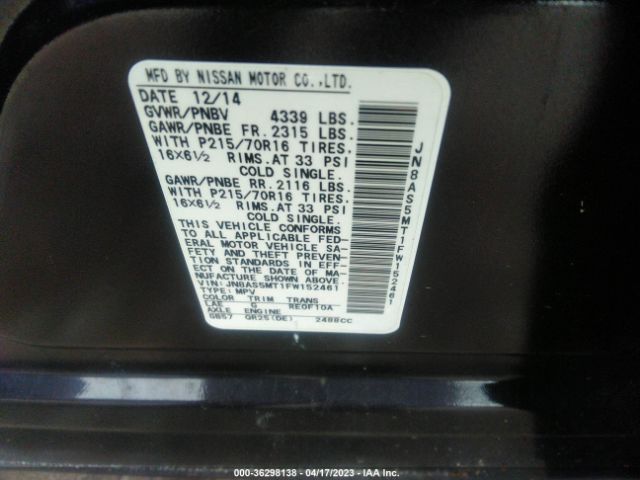 MFD BY NISSAN MOTOR CO.,LTD.
DATE 12/14
GVWR/PNBV 4339 LBS.
GAWR/PNBE FR. 2315 LBS.
WITH P215/70R16 TIRES.
16X6½ RIMS. AT 33 PSI
COLD SINGLE.
GAWR/PNBE RR. 2116 LBS.
WITH P215/70R16 TIRES.
16X6½ RIMS. AT 33 PSI
COLD SINGLE.
THIS VEHICLE CONFORMS
TO ALL APPLICABLE FED-
ERAL MOTOR VEHICLE SA-
FETY AND THEFT PREVEN-
TION STANDARDS IN EFF-
ECT ON THE DATE OF MA-
NUFACTURE SHOWN ABOVE.
VIN: JN8AS5MT1FW152461
TYPE: MPV
COLOR TRIM TRANS
LAE G RE0F10A
AXLE ENGINE
GB57 QR25(DE) 2488CC
JN8AS5MT1FW152461
000-36298138 - 04/17/2023 - IAA Inc.